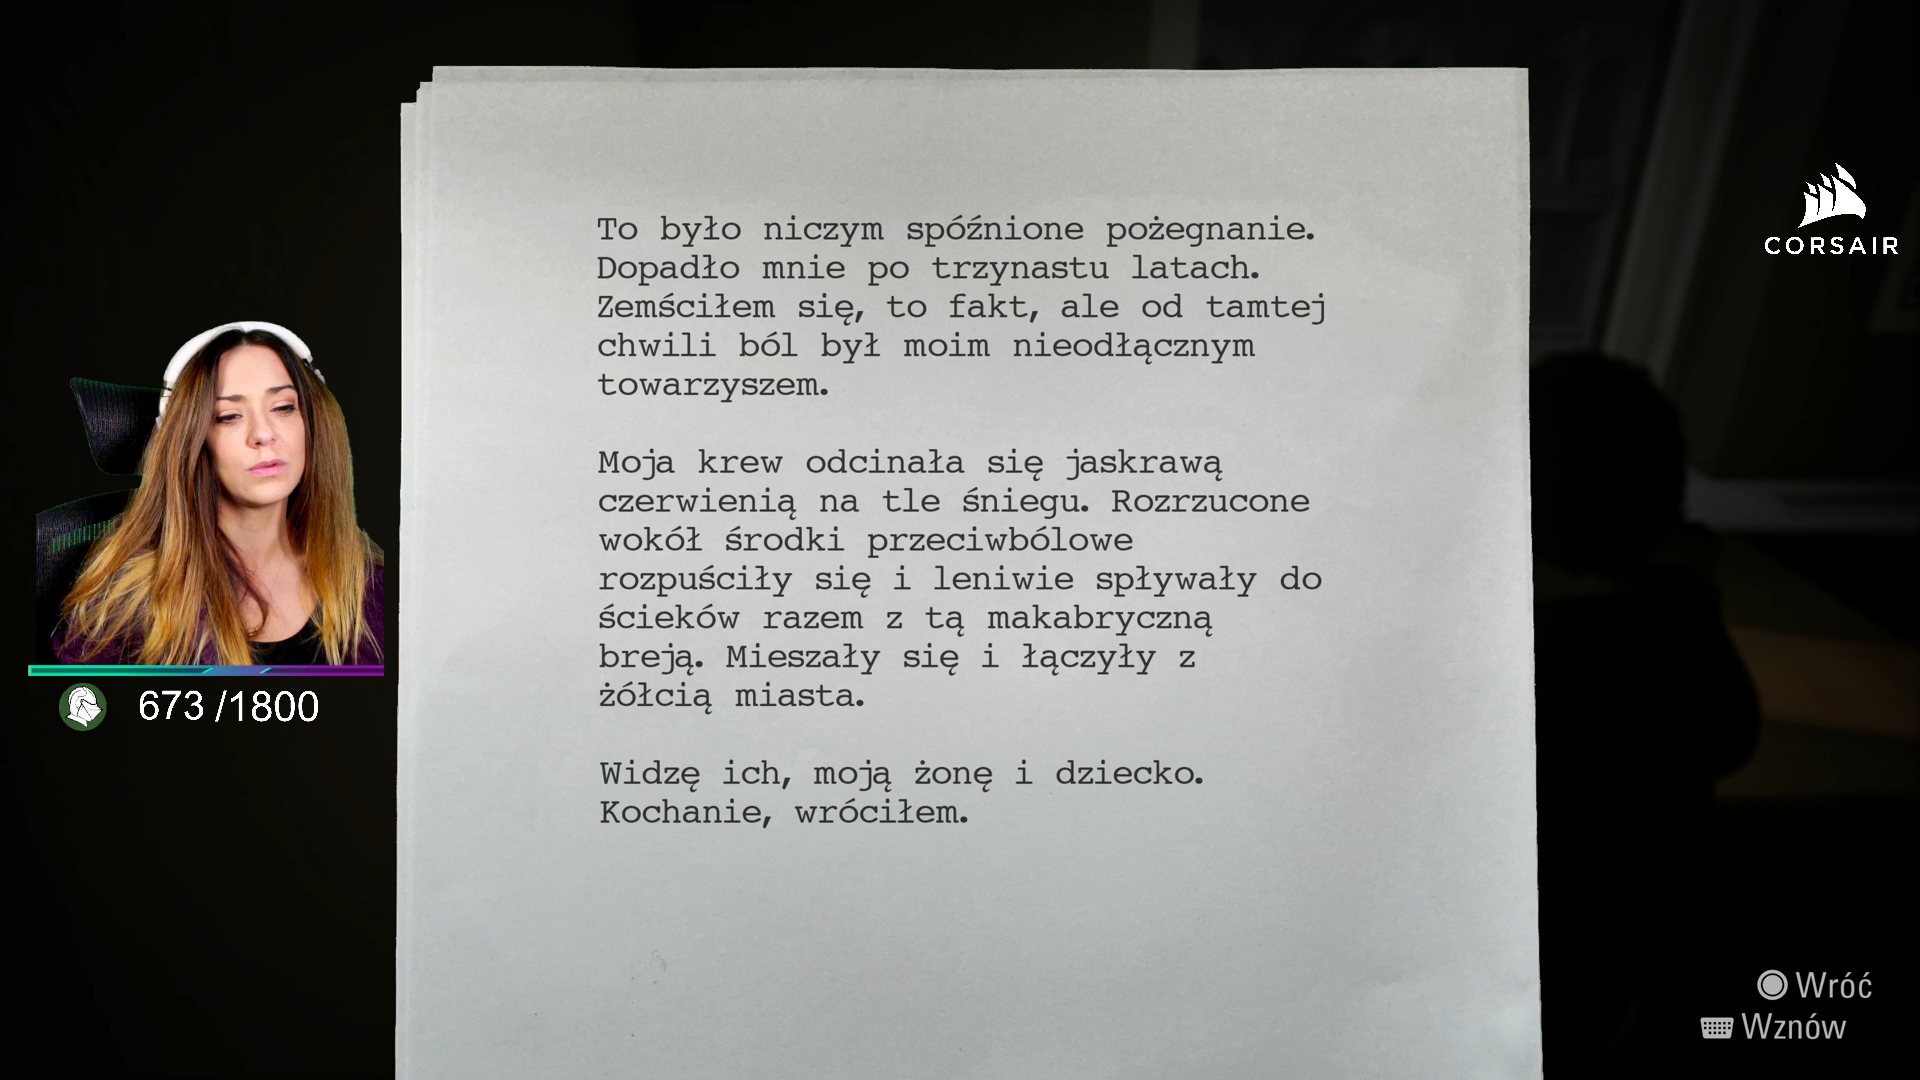 To było niczym spóźnione pożegnanie.
Dopadło mnie po trzynastu latach.
Zemściłem się, to fakt, ale od tamtej
chwili ból był moim nieodłącznym
towarzyszem.
Moja krew odcinała się jaskrawą
czerwienią na tle śniegu. Rozrzucone
wokół środki przeciwbólowe
rozpuściły się i leniwie spływały do
ścieków razem z tą makabryczną
breją. Mieszały się i łączyły z
żółcią miasta.
Widzę ich, moją żonę i dziecko.
Kochanie, wróciłem.
CORSAIR
673 /1800
Wróć
Wznów